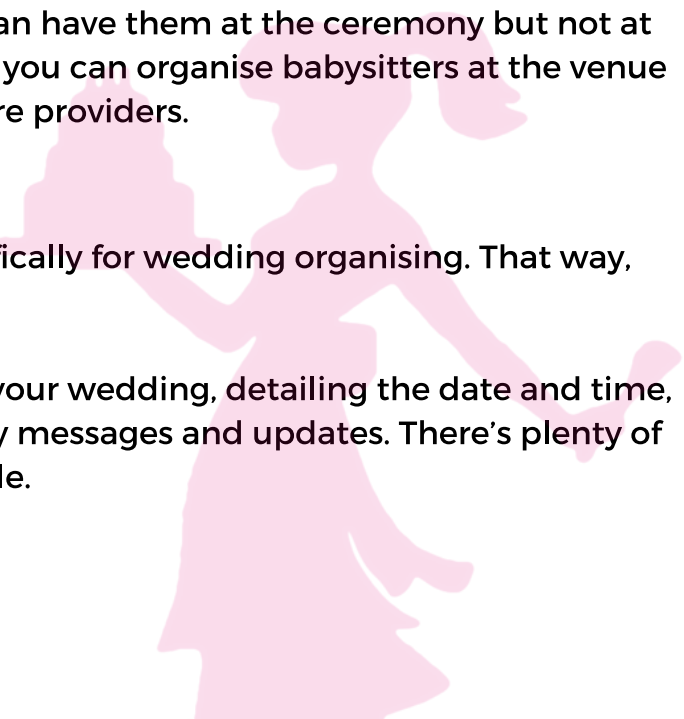 an have them at the ceremony but not at
you can organise babysitters at the venue
re providers.
ically for wedding organising. That way,
your wedding, detailing the date and time,
messages and updates. There’s plenty of
le.